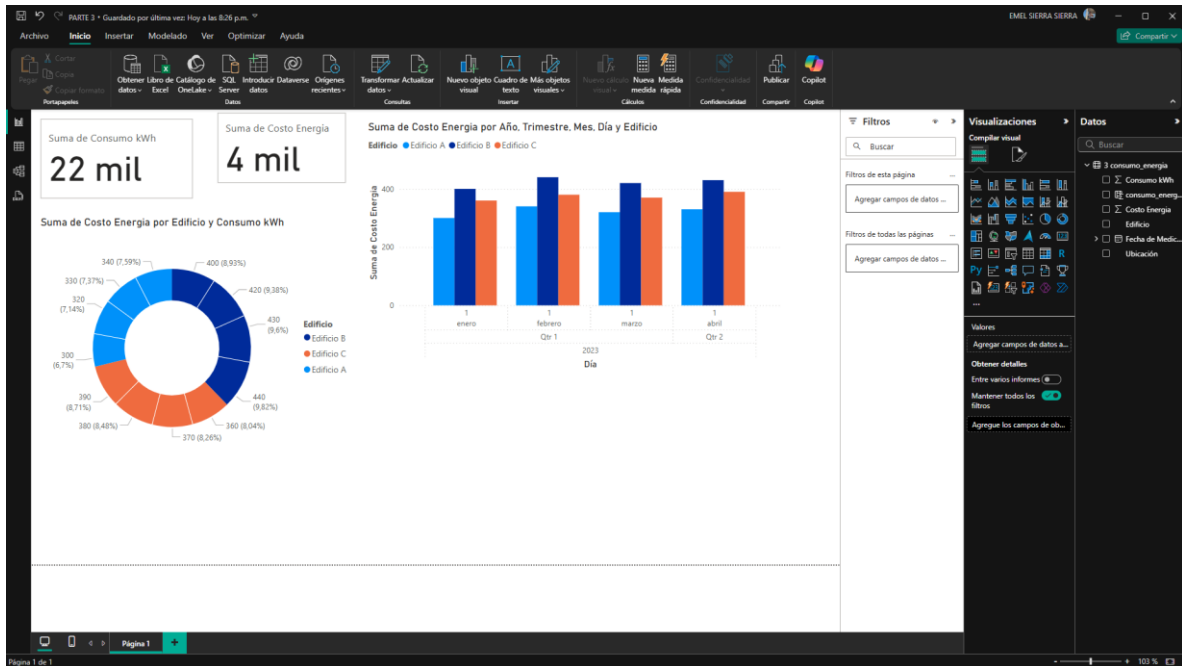 PARTE 3 • Guardado por última vez: Hoy a las 8:26 p.m.
EMEL SIERRA SIERRA
Archivo Inicio Insertar Modelado Ver Optimizar Ayuda
Compartir
Pegar
Cortar
Copiar
Copiar formato
Portapapeles
Obtener datos
Libro de Excel
Catálogo de OneLake
SQL Server
Introducir datos
Dataverse
Orígenes recientes
Datos
Transformar datos
Actualizar
Consultas
Nuevo objeto visual
Cuadro de texto
Más objetos visuales
Insertar
Nuevo cálculo visual
Nueva medida
Medida rápida
Cálculos
Confidencialidad
Confidencialidad
Publicar
Compartir
Copilot
Copilot
Suma de Consumo kWh
22 mil
Suma de Costo Energía
4 mil
Suma de Costo Energia por Edificio y Consumo kWh
340 (7,59%)
400 (8,93%)
330 (7,37%)
420 (9,38%)
320
(7,14%)
430
(9,6%)
300
(6,7%)
390
(8,71%)
440
(9,82%)
380 (8,48%)
360 (8,04%)
370 (8,26%)
Edificio
Edificio B
Edificio C
Edificio A
Suma de Costo Energia por Año, Trimestre, Mes, Día y Edificio
Edificio Edificio A Edificio B Edificio C
Suma de Costo Energia
400
200
0
1 1 1 1
enero febrero marzo abril
Qtr 1 Qtr 2
2023
Día
Filtros
Buscar
Filtros de esta página ...
Agregar campos de datos ...
Filtros de todas las páginas ...
Agregar campos de datos ...
Visualizaciones
Compilar visual
R
Py
...
Valores
Agregar campos de datos a...
Obtener detalles
Entre varios informes
Mantener todos los
filtros
Agregue los campos de ob...
Datos
Buscar
3 consumo_energia
Consumo kWh
consumo_energ...
Costo Energia
Edificio
Fecha de Medic...
Ubicación
Página 1
Página 1 de 1
103 %